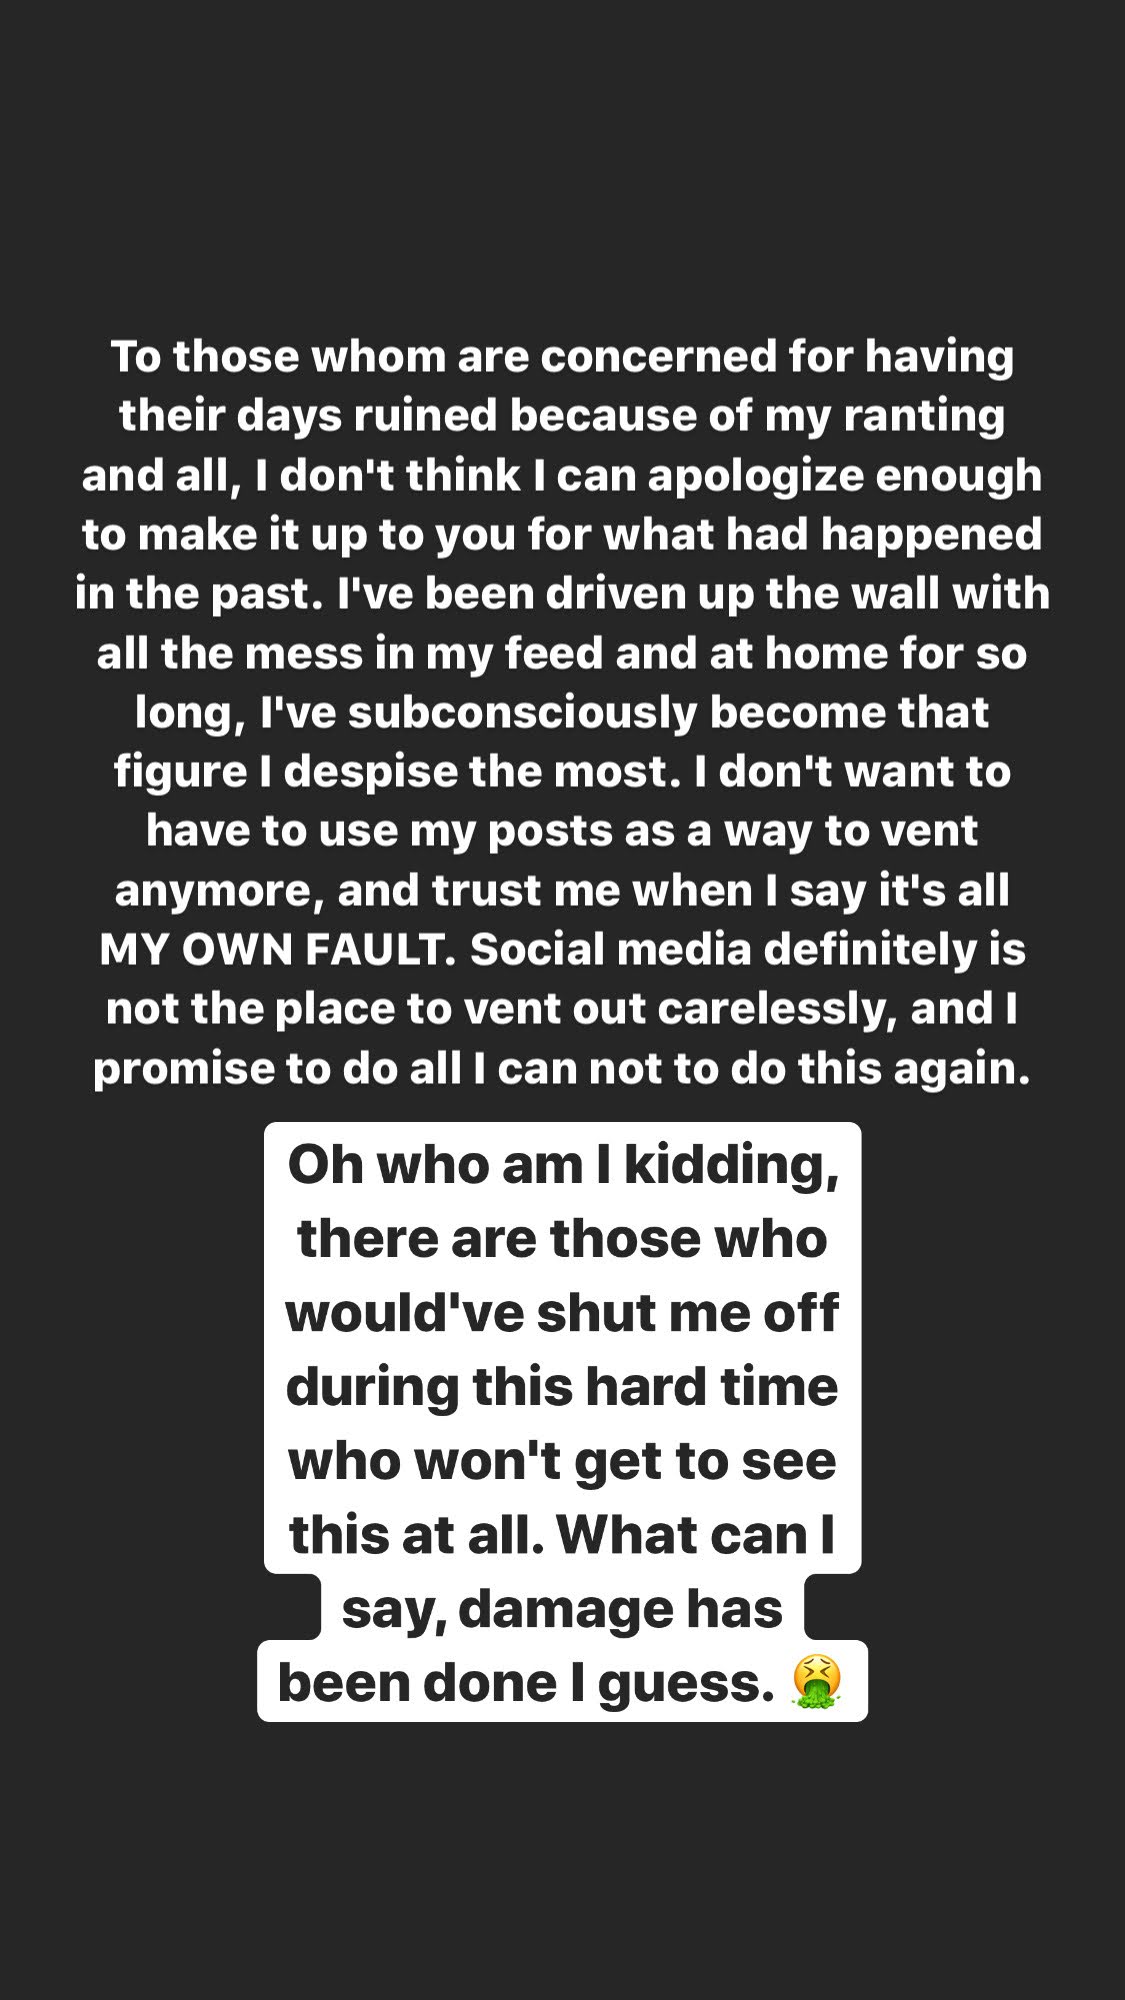 To those whom are concerned for having
their days ruined because of my ranting
and all, I don't think I can apologize enough
to make it up to you for what had happened
in the past. I've been driven up the wall with
all the mess in my feed and at home for so
long, I've subconsciously become that
figure I despise the most. I don't want to
have to use my posts as a way to vent
anymore, and trust me when I say it's all
MY OWN FAULT. Social media definitely is
not the place to vent out carelessly, and I
promise to do all I can not to do this again.
Oh who am I kidding,
there are those who
would've shut me off
during this hard time
who won't get to see
this at all. What can I
say, damage has
been done I guess. 🤮